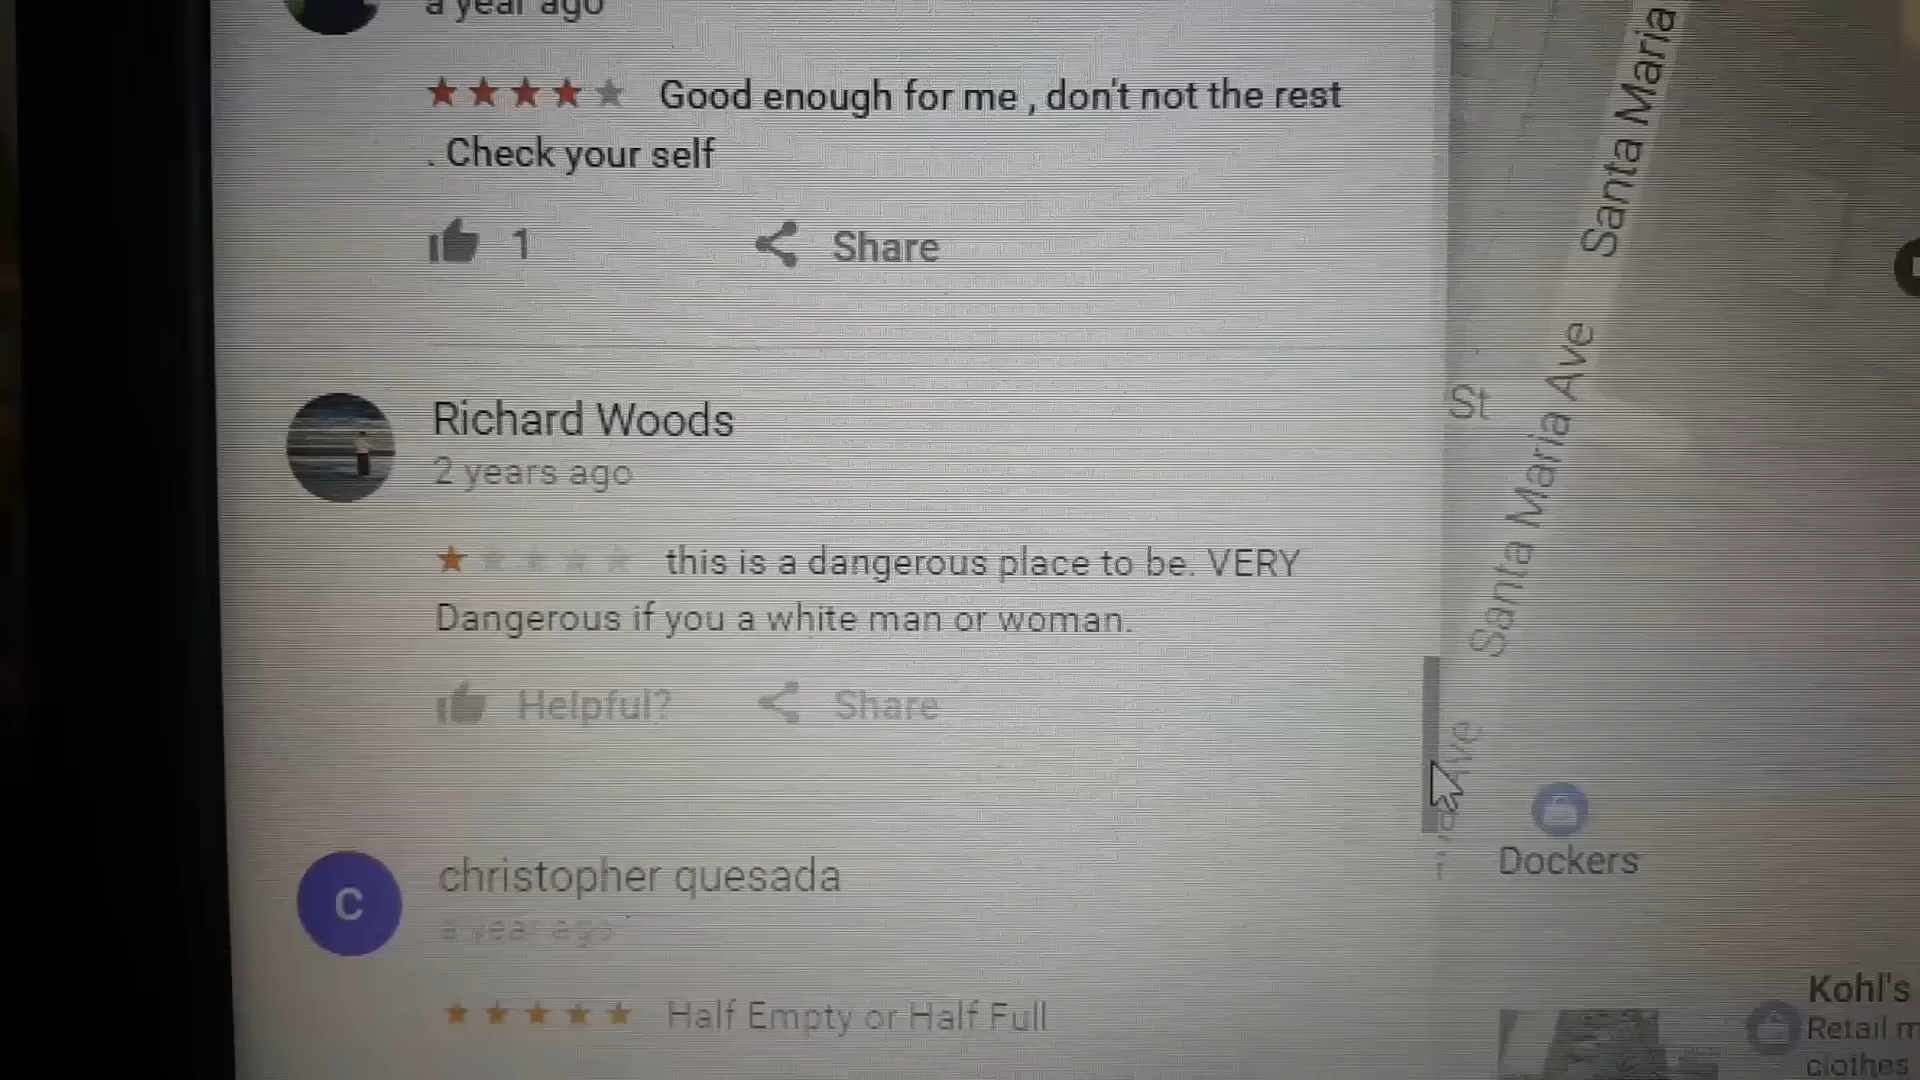 a year ago
Good enough for me , don't not the rest
. Check your self
1
Share
Richard Woods
2 years ago
this is a dangerous place to be. VERY
Dangerous if you a white man or woman.
Helpful?
Share
C
christopher quesada
a year ago
Half Empty or Half Full
Santa Maria
Santa Maria Ave
St
Ave
Dockers
Kohl's
Retail
clothes